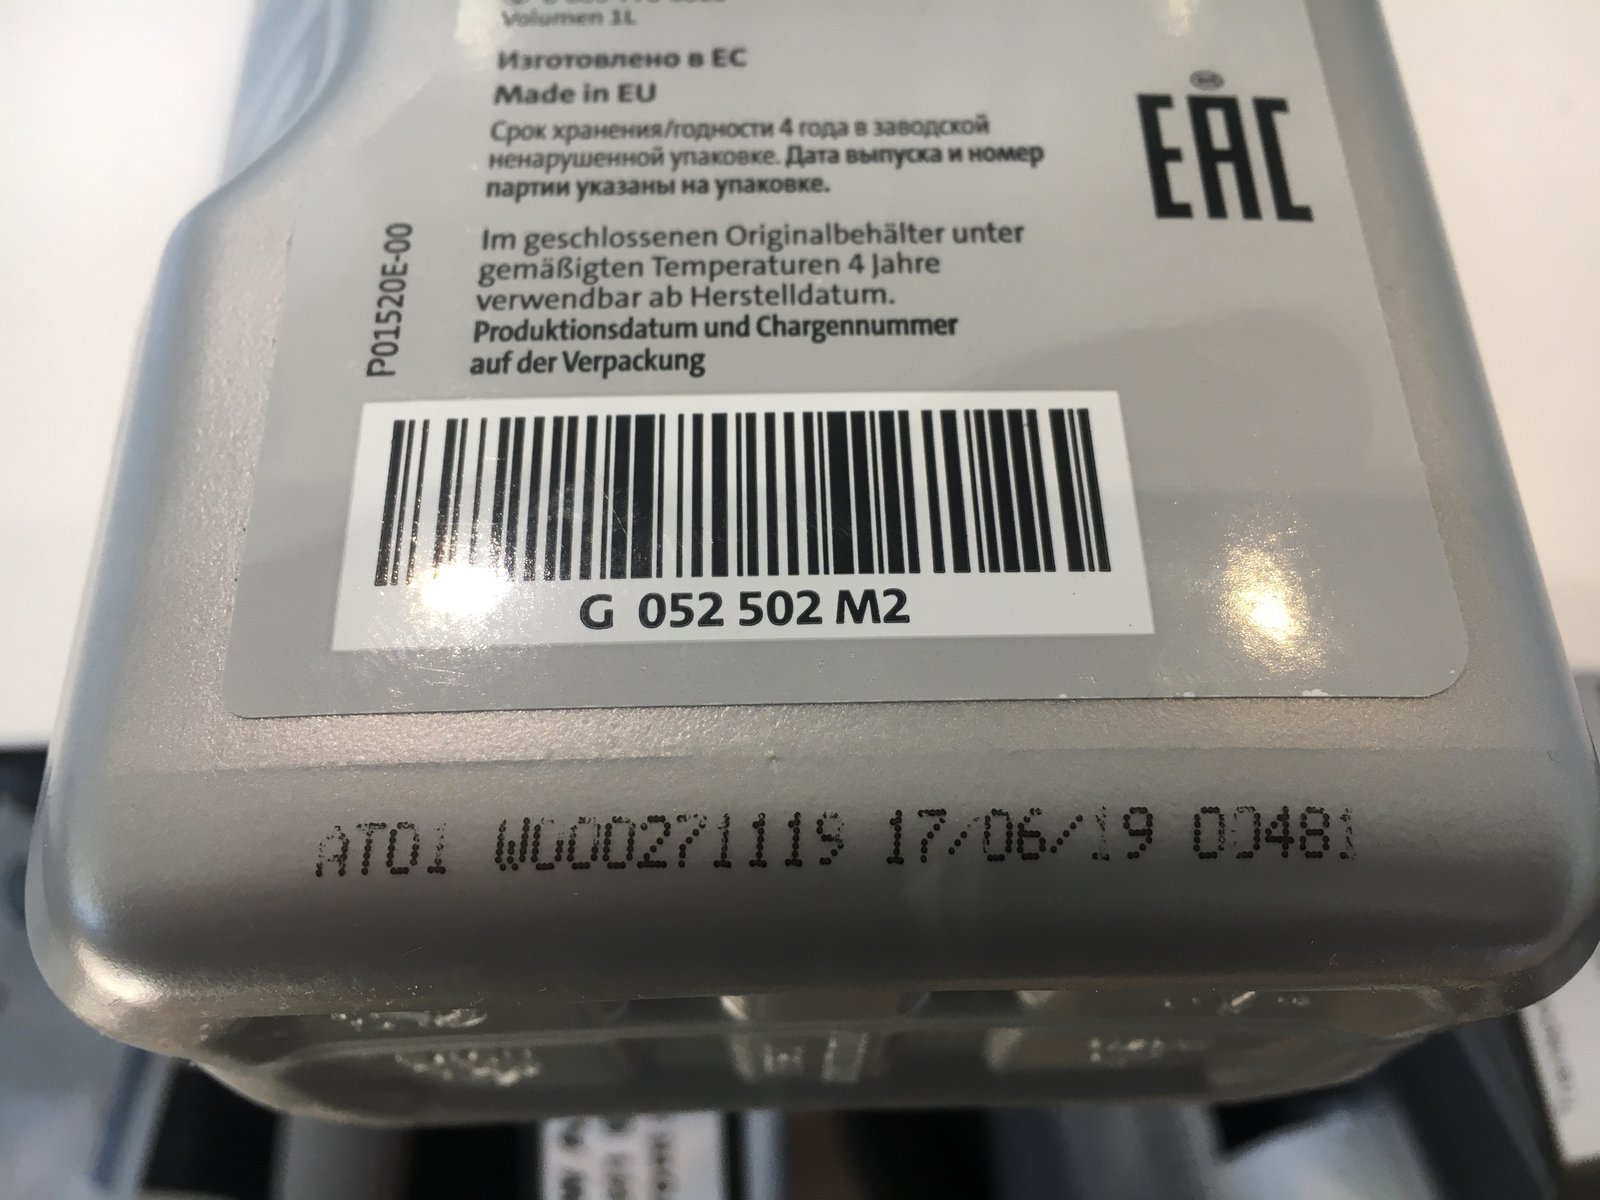 Volumen 1L
Изготовлено в ЕС
Made in EU
Срок хранения/годности 4 года в заводской
ненарушенной упаковке. Дата выпуска и номер
партии указаны на упаковке.
EAC
P01520E-00
Im geschlossenen Originalbehälter unter
gemäßigten Temperaturen 4 Jahre
verwendbar ab Herstelldatum.
Produktionsdatum und Chargennummer
auf der Verpackung
G 052 502 M2
AT01 W000271119 17/06/19 00481